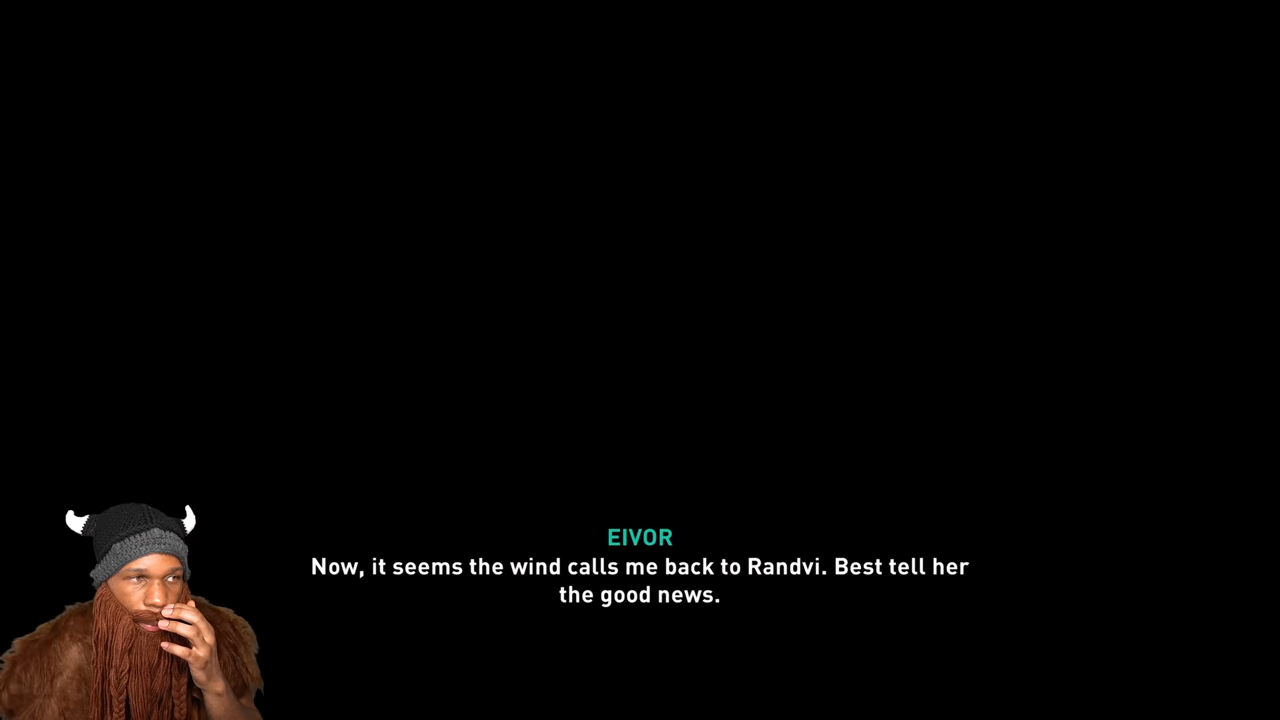 EIVOR
Now, it seems the wind calls me back to Randvi. Best tell her
the good news.